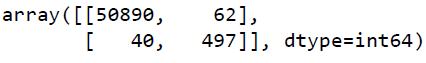 array([[50890,    62],
       [   40,   497]], dtype=int64)